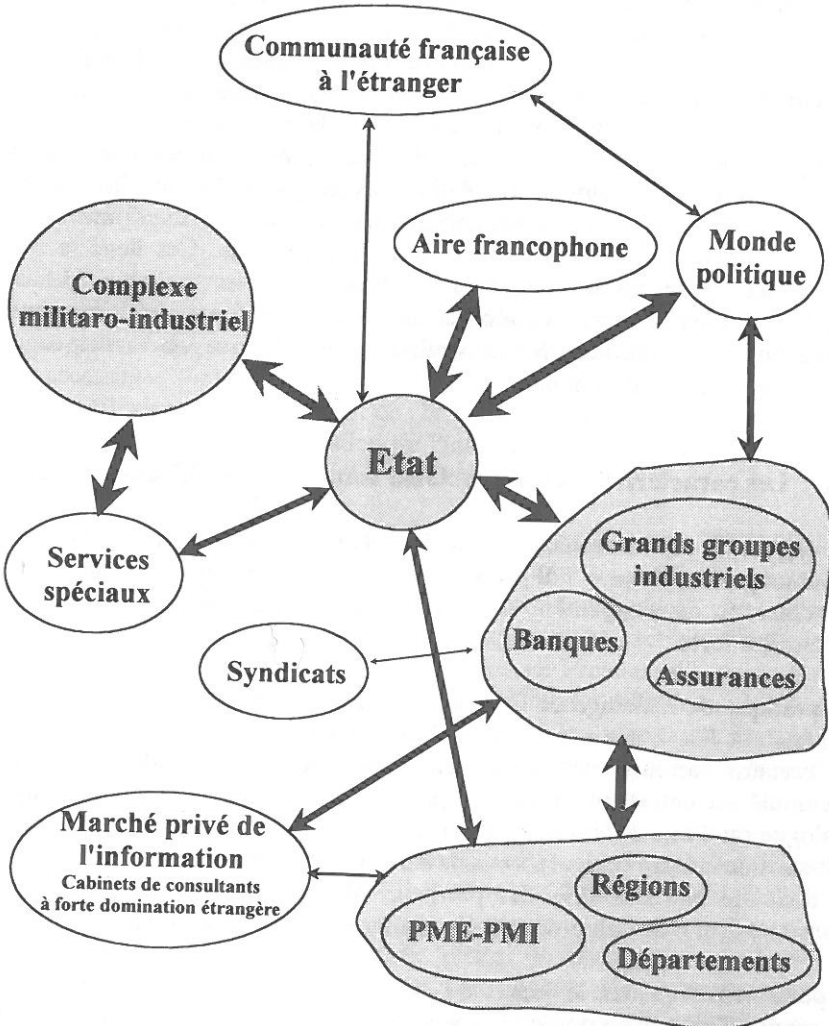 Communauté française
à l'étranger
Aire francophone
Monde
politique
Complexe
militaro-industriel
Etat
Services
spéciaux
Grands groupes
industriels
Banques
Assurances
Syndicats
Marché privé de
l'information
Cabinets de consultants
à forte domination étrangère
Régions
PME-PMI
Départements